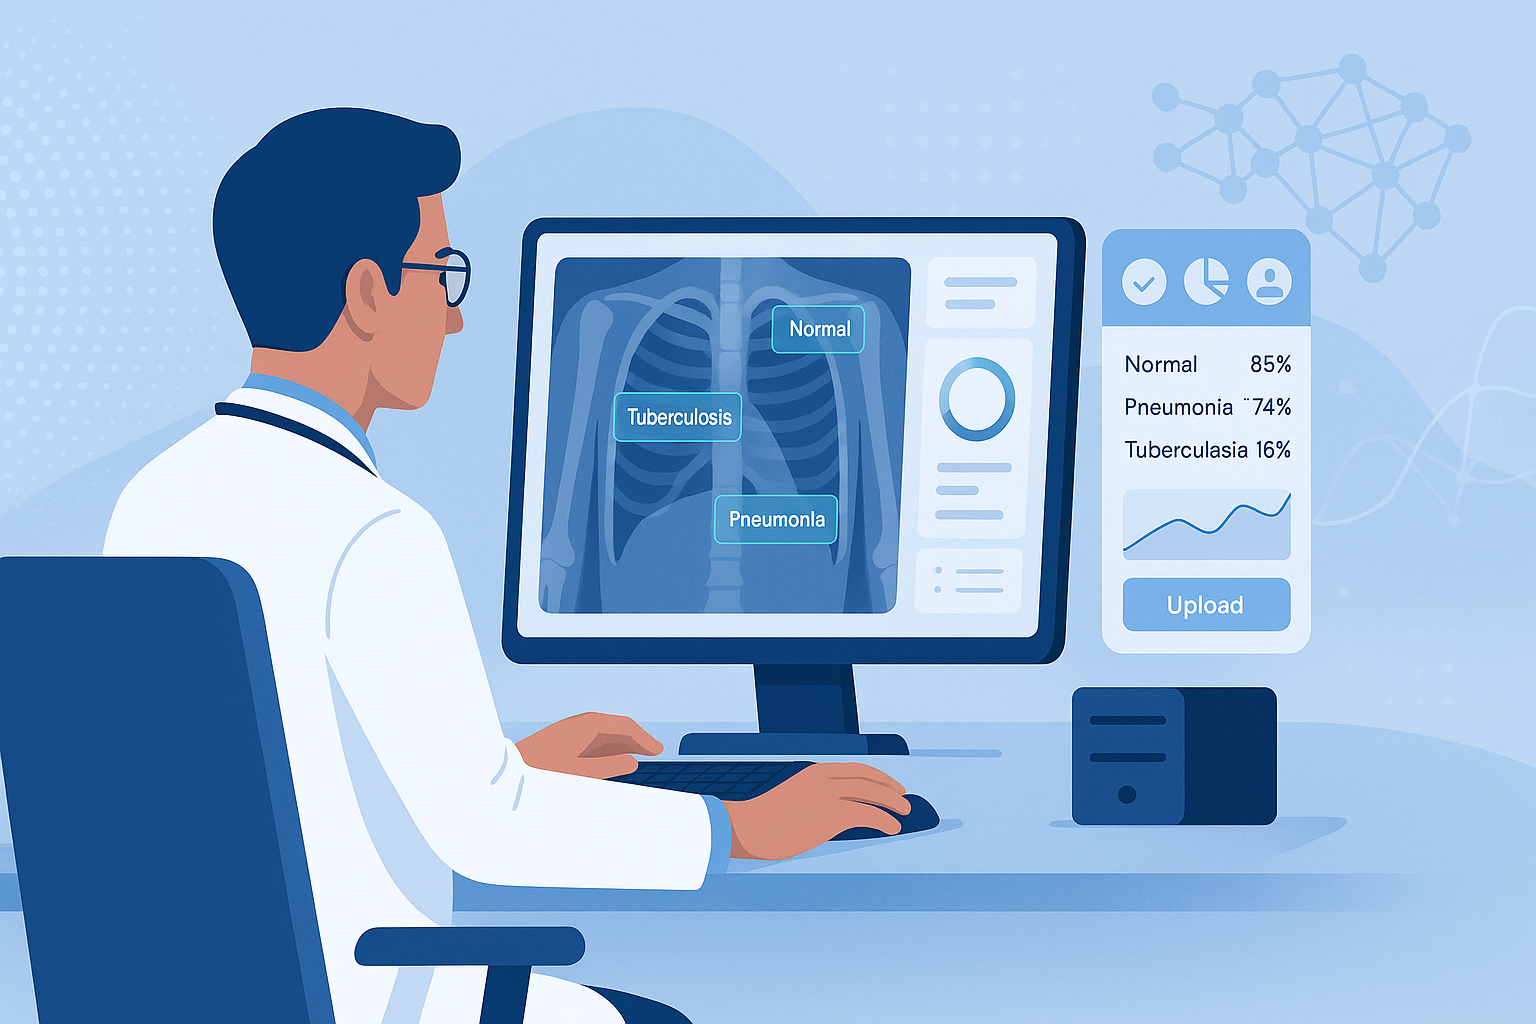 Normal
Tuberculosis
Pneumonla
Normal 85%
Pneumonia ¨74%
Tuberculasia 16%
Upload